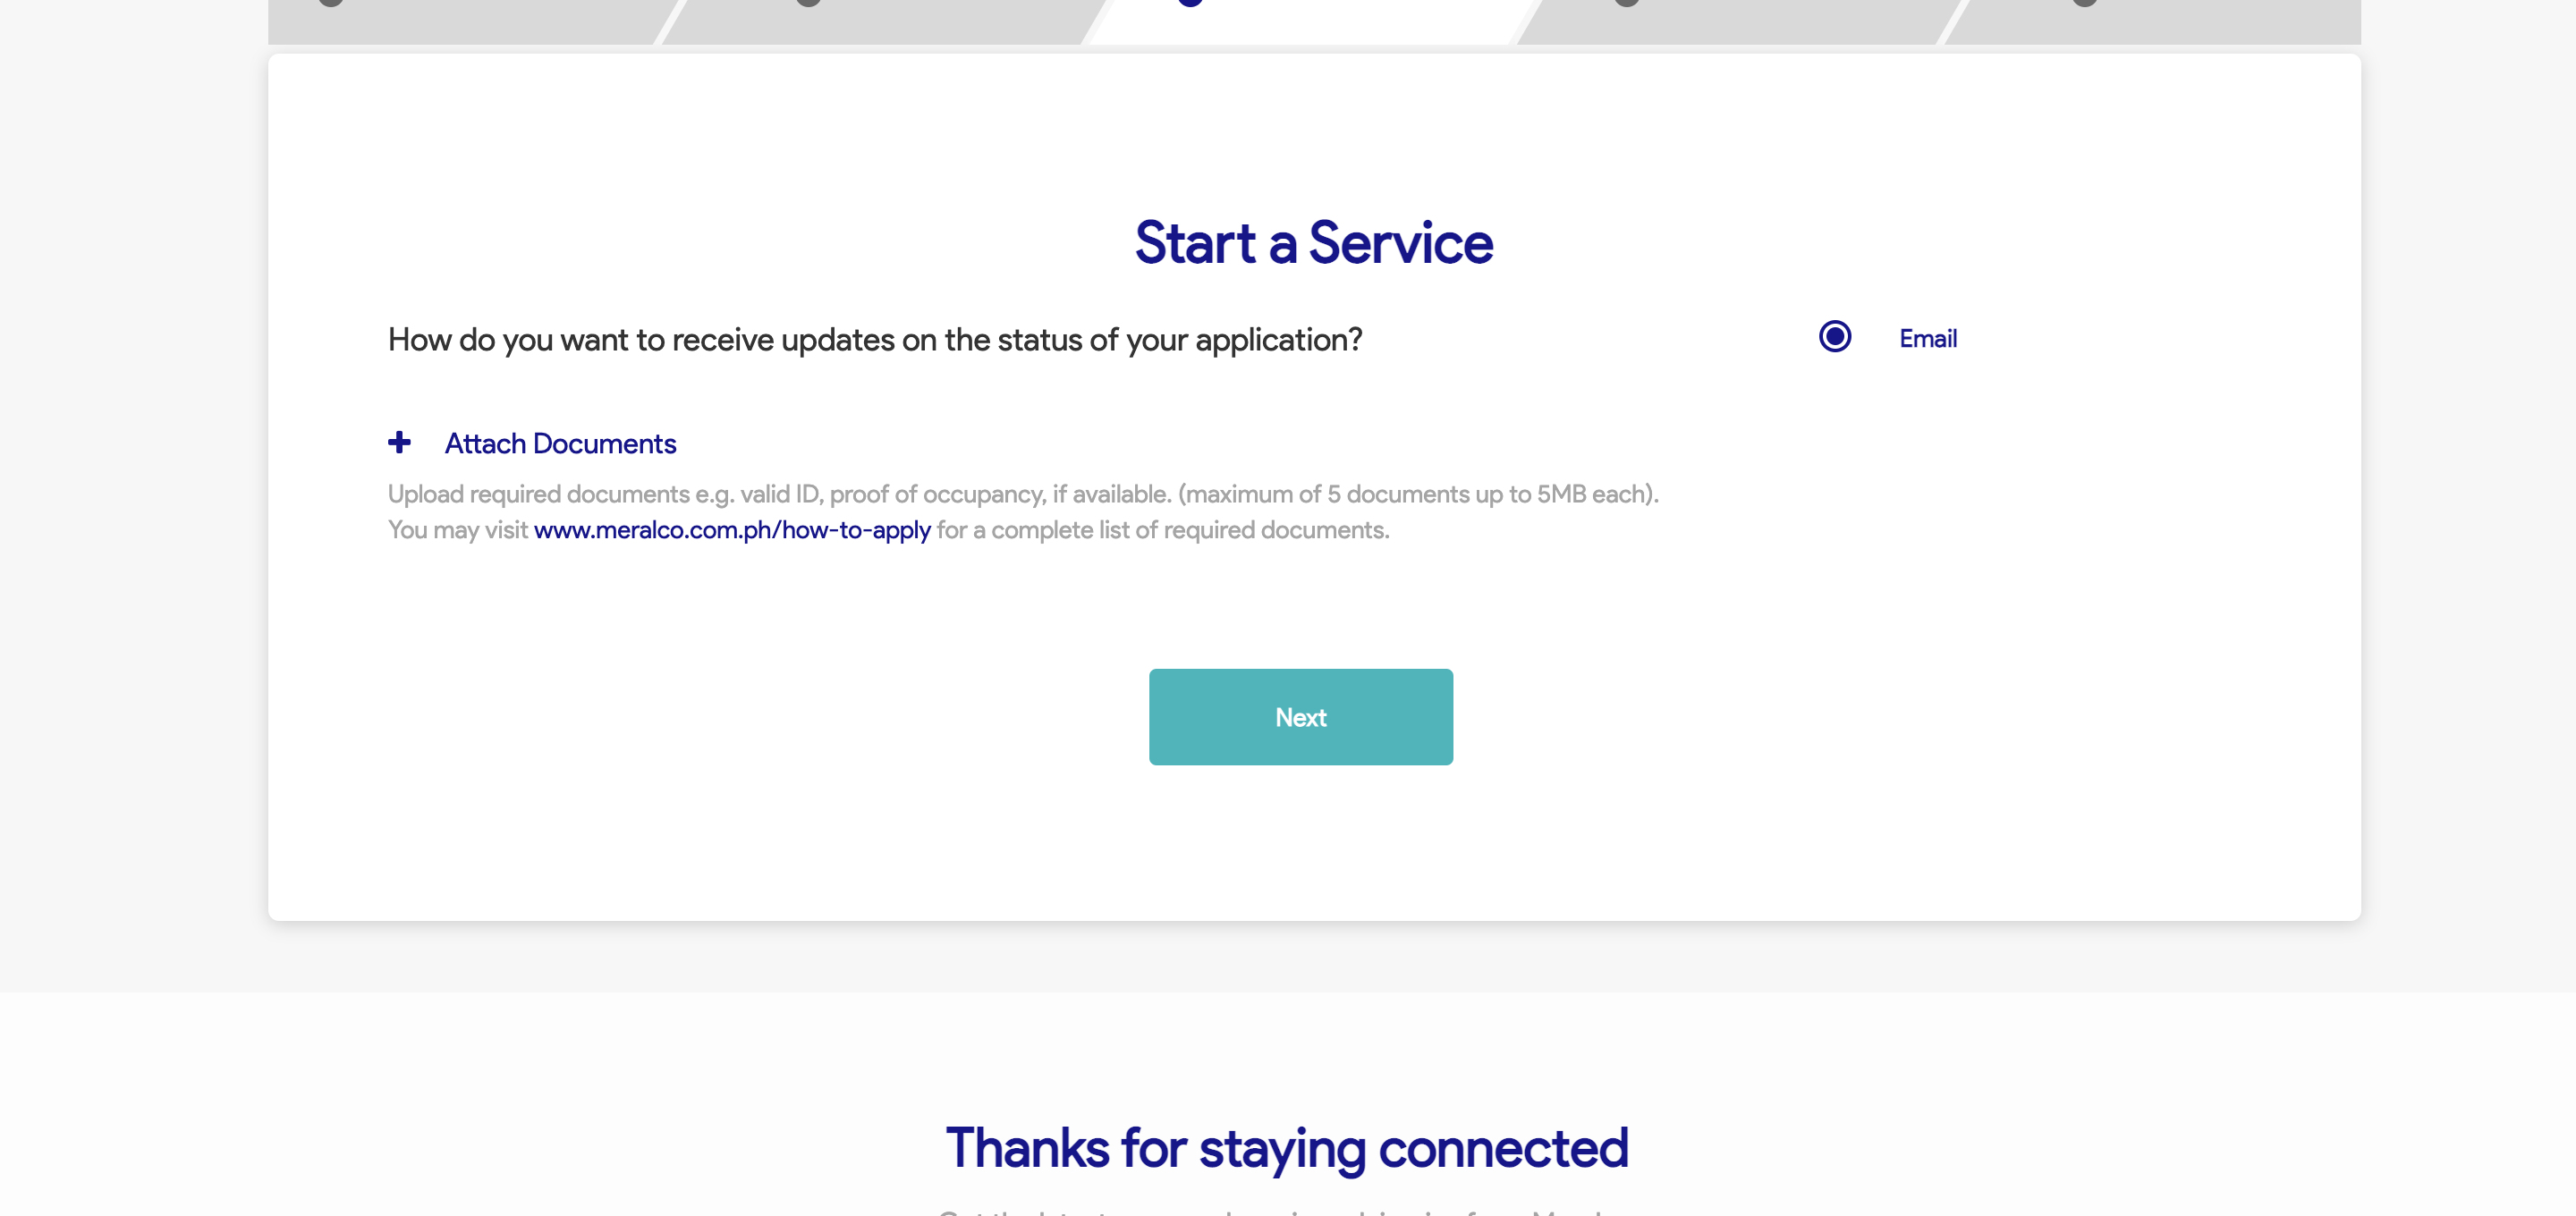 Start a Service
How do you want to receive updates on the status of your application?
Email
Attach Documents
Upload required documents e.g. valid ID, proof of occupancy, if available. (maximum of 5 documents up to 5MB each).
You may visit www.meralco.com.ph/how-to-apply for a complete list of required documents.
Next
Thanks for staying connected